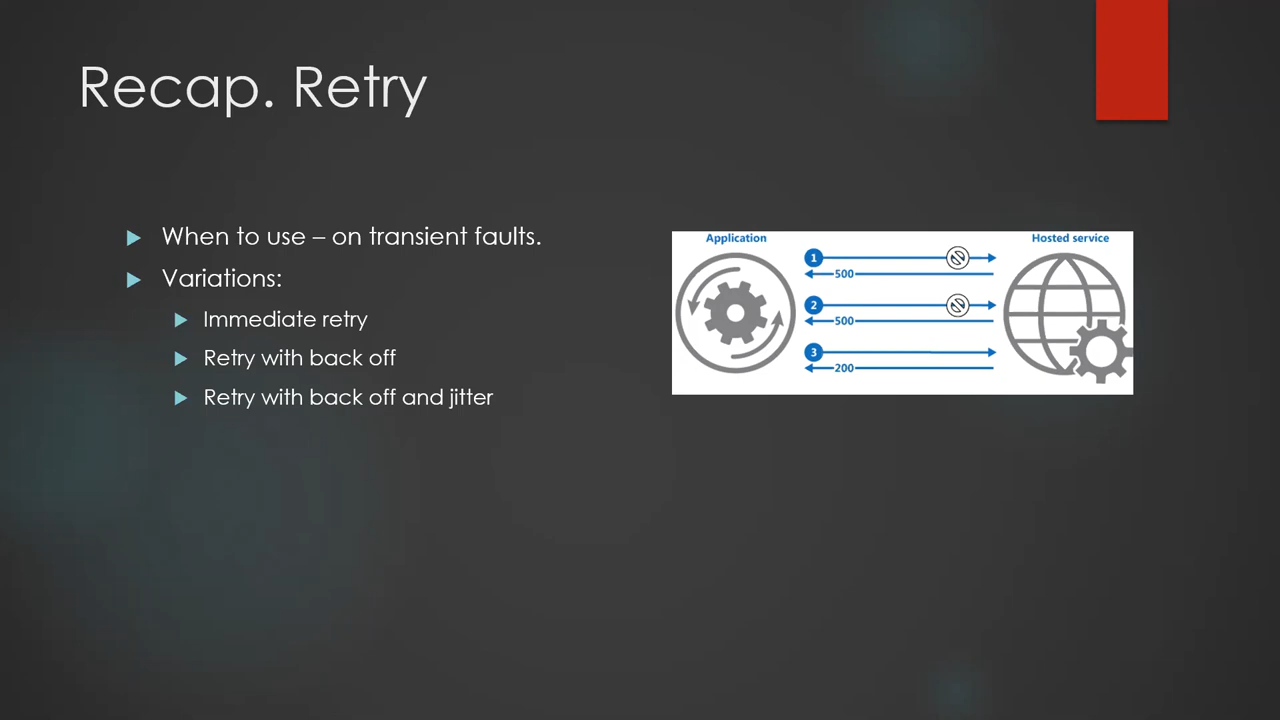 Recap. Retry
When to use – on transient faults.
Variations:
Immediate retry
Retry with back off
Retry with back off and jitter
Application
Hosted service
1
500
2
500
3
200